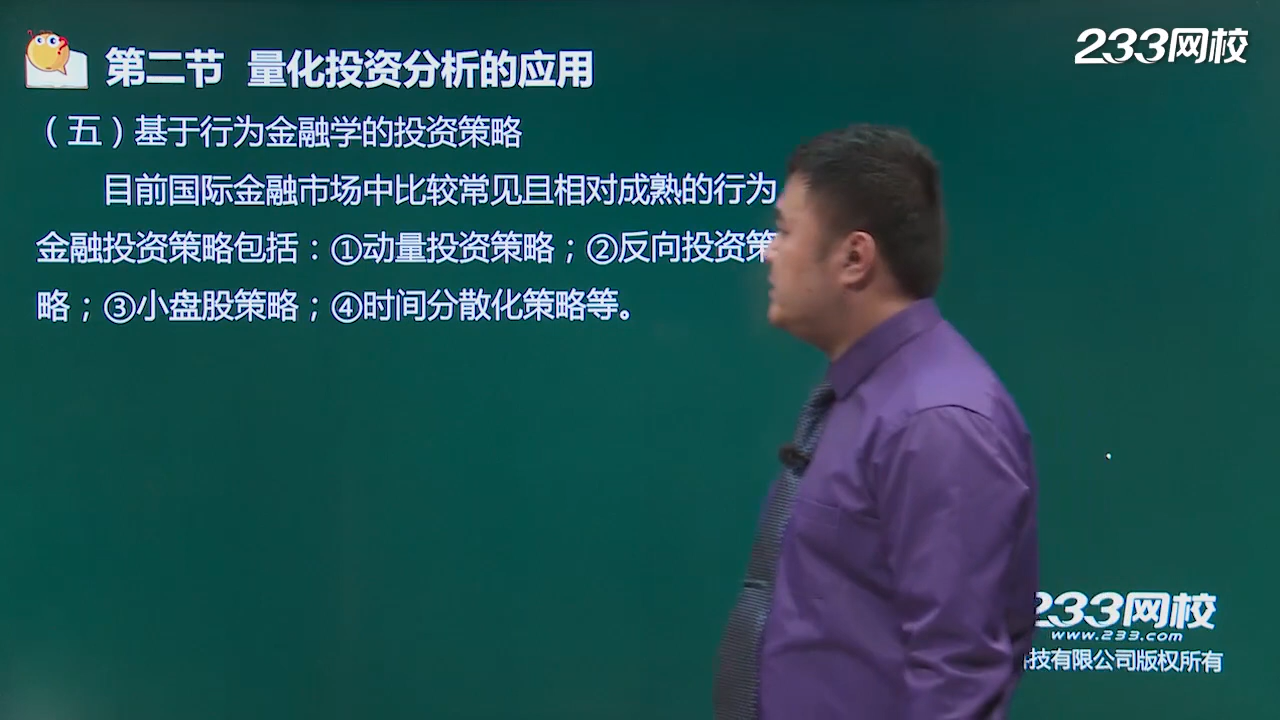 第二节 量化投资分析的应用
233网校
（五）基于行为金融学的投资策略
目前国际金融市场中比较常见且相对成熟的行为
金融投资策略包括：①动量投资策略；②反向投资策
略；③小盘股策略；④时间分散化策略等。
233网校
www.233.com
技有限公司版权所有